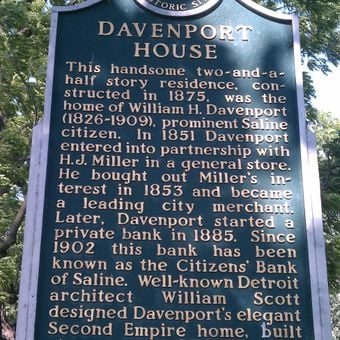 HISTORIC SI
DAVENPORT
HOUSE
This handsome two-and-a-
half story residence, con-
structed in 1875, was the
home of William H. Davenport
(1826-1909), prominent Saline
citizen. In 1851 Davenport
entered into partnership with
H.J. Miller in a general store.
He bought out Miller's in-
terest in 1853 and became
a leading city merchant.
Later, Davenport started a
private bank in 1885. Since
1902 this bank has been
known as the Citizens' Bank
of Saline. Well-known Detroit
architect William Scott
designed Davenport's elegant
Second Empire home, built